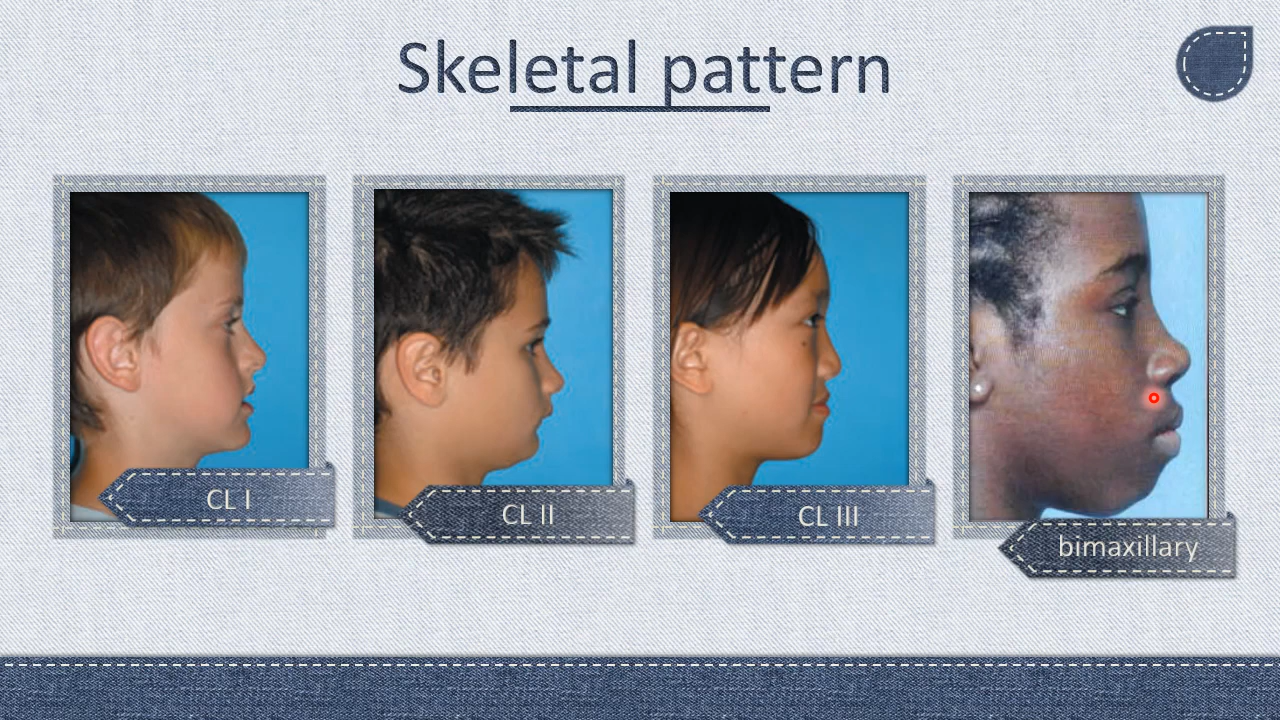 Skeletal pattern
CL I
CL II
CL III
bimaxillary